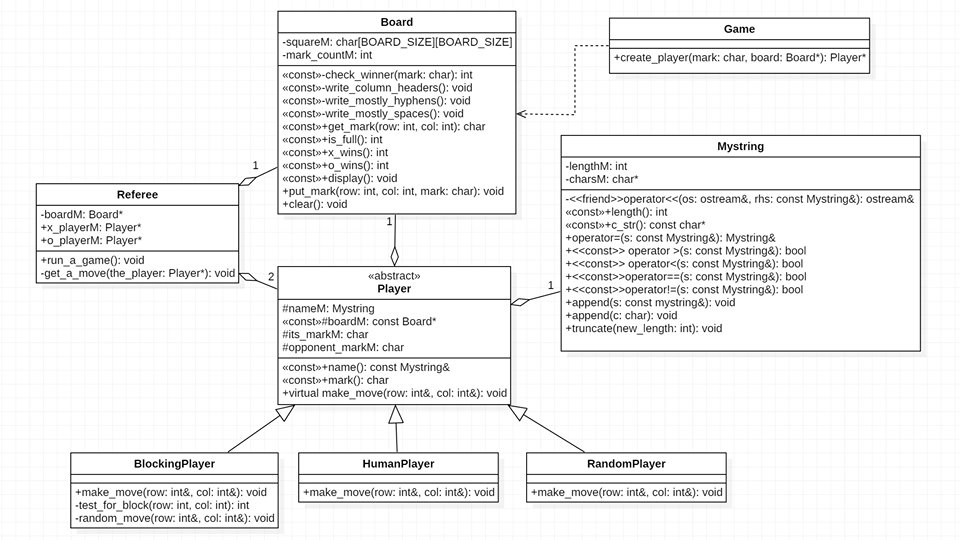 Board
-squareM: char[BOARD_SIZE][BOARD_SIZE]
-mark_countM: int
«const»-check_winner(mark: char): int
«const»-write_column_headers(): void
«const»-write_mostly_hyphens(): void
«const»-write_mostly_spaces(): void
«const»+get_mark(row: int, col: int): char
«const»+is_full(): int
«const»+x_wins(): int
«const»+o_wins(): int
«const»+display(): void
+put_mark(row: int, col: int, mark: char): void
+clear(): void
Game
+create_player(mark: char, board: Board*): Player*
Mystring
-lengthM: int
-charsM: char*
-<<friend>>operator<<(os: ostream&, rhs: const Mystring&): ostream&
«const»+length(): int
«const»+c_str(): const char*
+operator=(s: const Mystring&): Mystring&
+<<const>> operator >(s: const Mystring&): bool
+<<const>> operator<(s: const Mystring&): bool
+<<const>>operator==(s: const Mystring&): bool
+<<const>>operator!=(s: const Mystring&): bool
+append(s: const mystring&): void
+append(c: char): void
+truncate(new_length: int): void
1
Referee
-boardM: Board*
+x_playerM: Player*
+o_playerM: Player*
+run_a_game(): void
-get_a_move(the_player: Player*): void
1
2
1
«abstract»
Player
#nameM: Mystring
«const»#boardM: const Board*
#its_markM: char
#opponent_markM: char
«const»+name(): const Mystring&
«const»+mark(): char
+virtual make_move(row: int&, col: int&): void
BlockingPlayer
+make_move(row: int&, col: int&): void
-test_for_block(row: int, col: int): int
-random_move(row: int&, col: int&): void
HumanPlayer
+make_move(row: int&, col: int&): void
RandomPlayer
+make_move(row: int&, col: int&): void